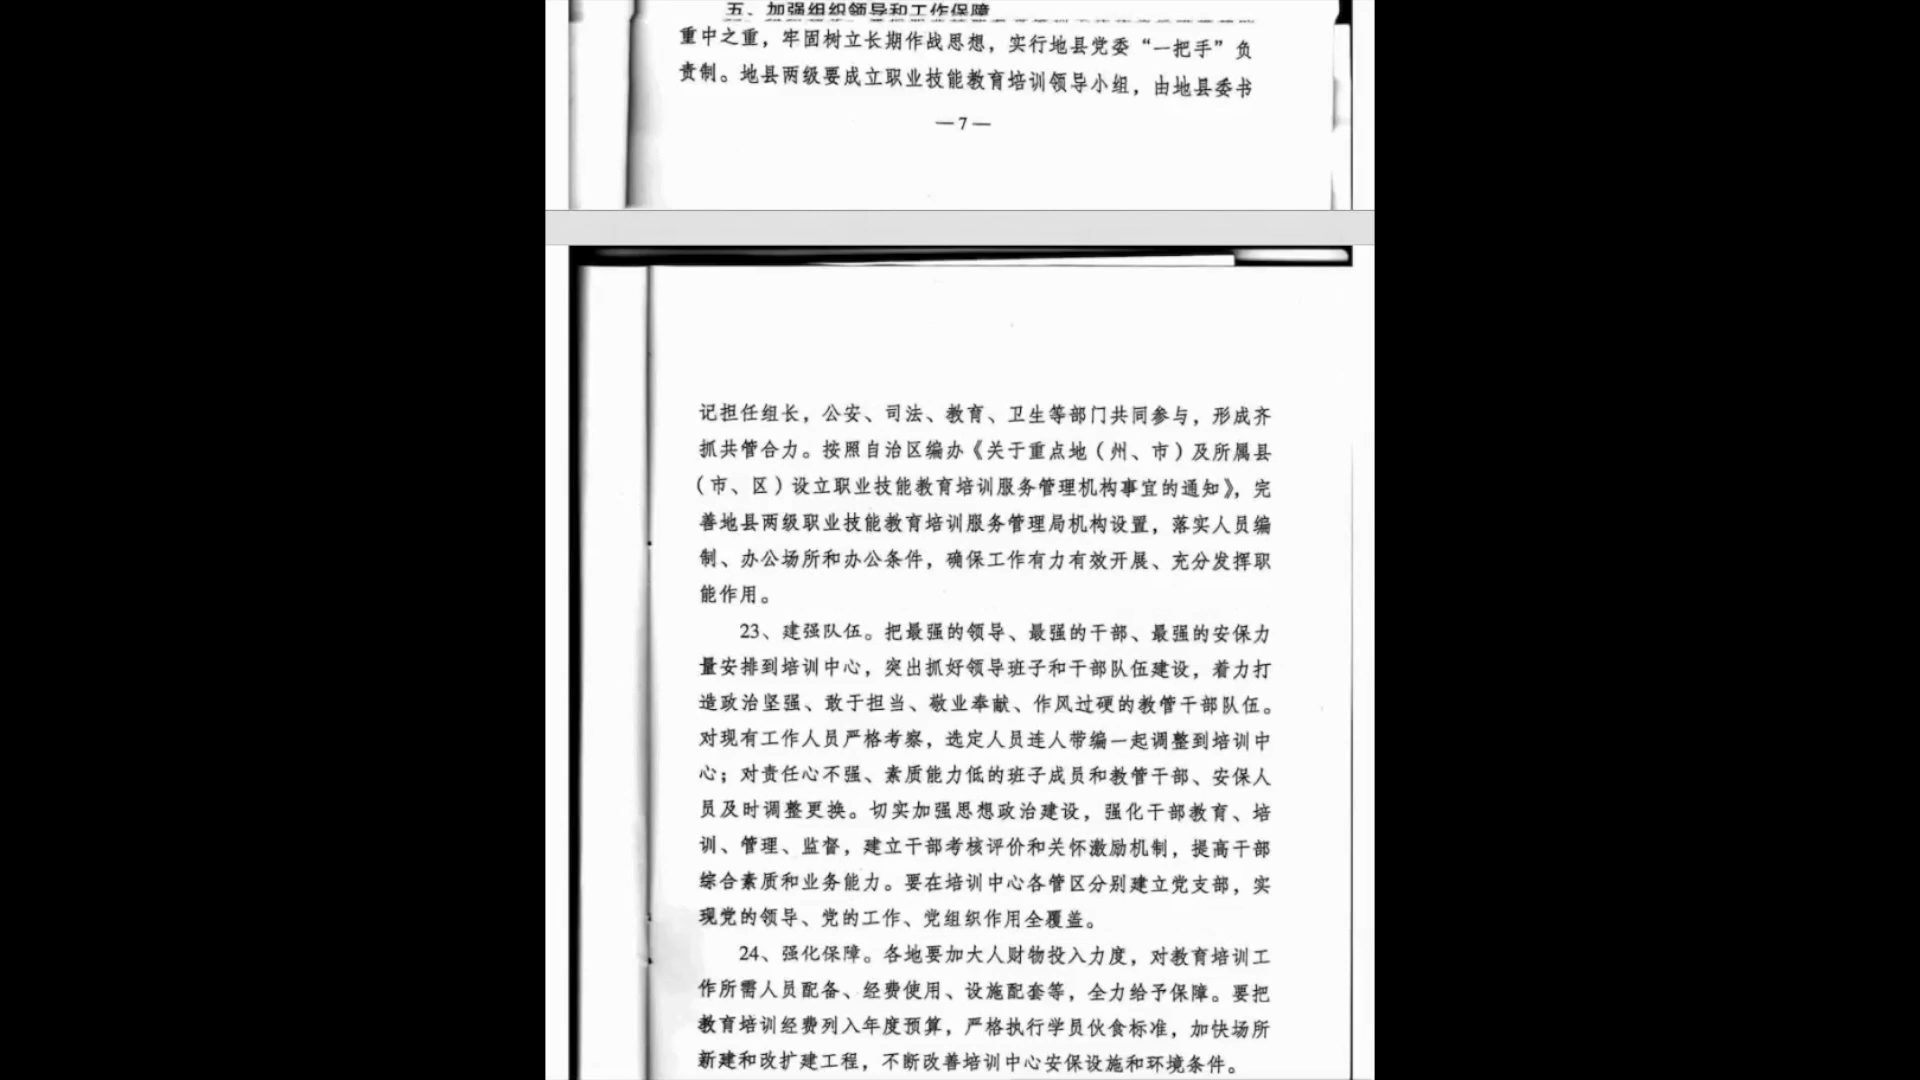 五、加强组织领导和工作保障
重中之重，牢固树立长期作战思想，实行地县党委“一把手”负
责制。地县两级要成立职业技能教育培训领导小组，由地县委书
—7—
记担任组长，公安、司法、教育、卫生等部门共同参与，形成齐
抓共管合力。按照自治区编办《关于重点地（州、市）及所属县
（市、区）设立职业技能教育培训服务管理机构事宜的通知》，完
善地县两级职业技能教育培训服务管理局机构设置，落实人员编
制、办公场所和办公条件，确保工作有力有效开展、充分发挥职
能作用。
23、建强队伍。把最强的领导、最强的干部、最强的安保力
量安排到培训中心，突出抓好领导班子和干部队伍建设，着力打
造政治坚强、敢于担当、敬业奉献、作风过硬的教管干部队伍。
对现有工作人员严格考察，选定人员连人带编一起调整到培训中
心；对责任心不强、素质能力低的班子成员和教管干部、安保人
员及时调整更换。切实加强思想政治建设，强化干部教育、培
训、管理、监督，建立干部考核评价和关怀激励机制，提高干部
综合素质和业务能力。要在培训中心各管区分别建立党支部，实
现党的领导、党的工作、党组织作用全覆盖。
24、强化保障。各地要加大人财物投入力度，对教育培训工
作所需人员配备、经费使用、设施配套等，全力给予保障。要把
教育培训经费列入年度预算，严格执行学员伙食标准，加快场所
新建和改扩建工程，不断改善培训中心安保设施和环境条件。